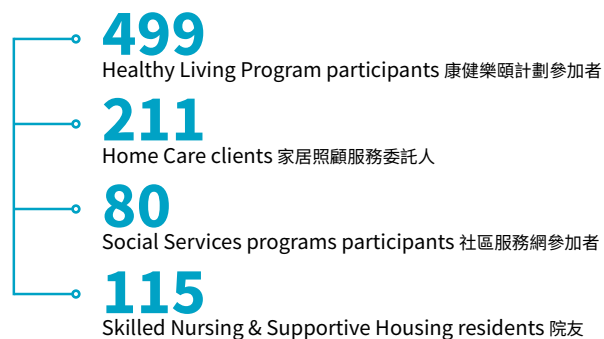 499
Healthy Living Program participants 康健樂頤計劃參加者
211
Home Care clients 家居照顧服務委託人
80
Social Services programs participants 社區服務網參加者
115
Skilled Nursing & Supportive Housing residents 院友